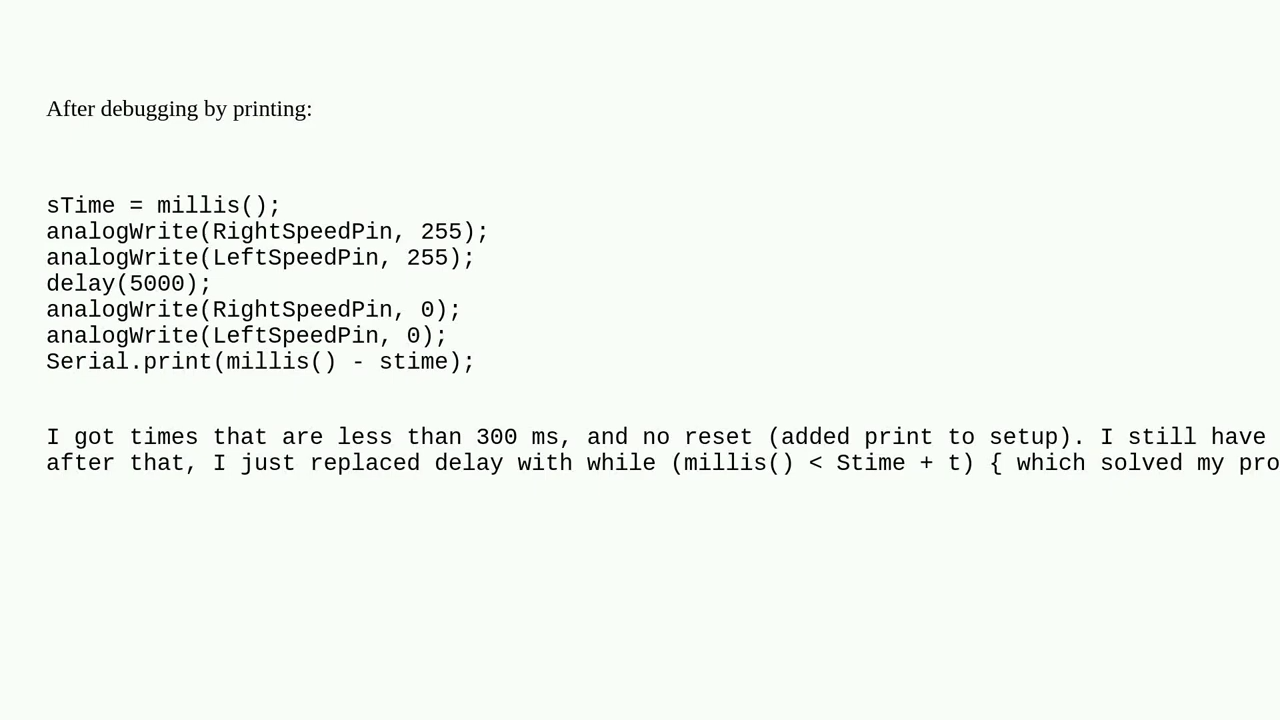 After debugging by printing:
sTime = millis();
analogWrite(RightSpeedPin, 255);
analogWrite(LeftSpeedPin, 255);
delay(5000);
analogWrite(RightSpeedPin, 0);
analogWrite(LeftSpeedPin, 0);
Serial.print(millis() - stime);
I got times that are less than 300 ms, and no reset (added print to setup). I still have
after that, I just replaced delay with while (millis() < Stime + t) { which solved my